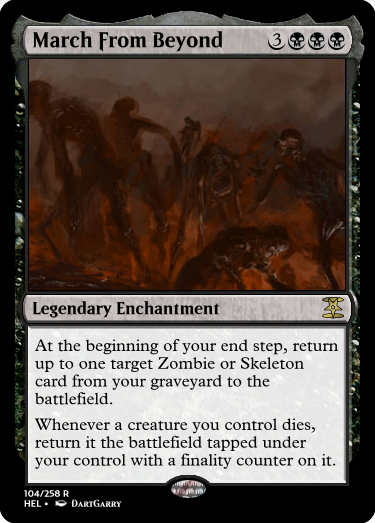 March From Beyond 3
Legendary Enchantment
At the beginning of your end step, return
up to one target Zombie or Skeleton
card from your graveyard to the
battlefield.
Whenever a creature you control dies,
return it the battlefield tapped under
your control with a finality counter on it.
104/258 R
HEL • DartGarry